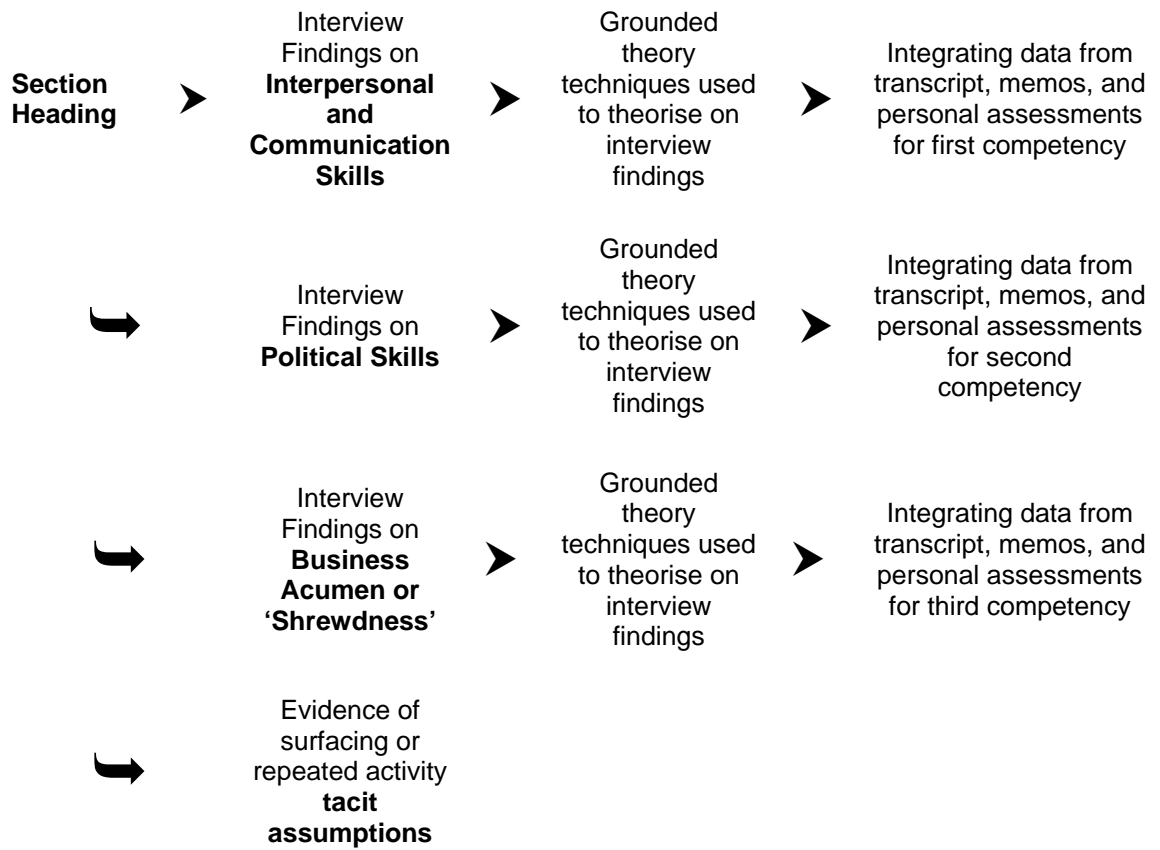 Section
Heading
Interview
Findings on
Interpersonal
and
Communication
Skills
Grounded
theory
techniques used
to theorise on
interview
findings
Integrating data from
transcript, memos, and
personal assessments
for first competency
Interview
Findings on
Political Skills
Grounded
theory
techniques used
to theorise on
interview
findings
Integrating data from
transcript, memos, and
personal assessments
for second
competency
Interview
Findings on
Business
Acumen or
‘Shrewdness’
Grounded
theory
techniques used
to theorise on
interview
findings
Integrating data from
transcript, memos, and
personal assessments
for third competency
Evidence of
surfacing or
repeated activity
tacit
assumptions